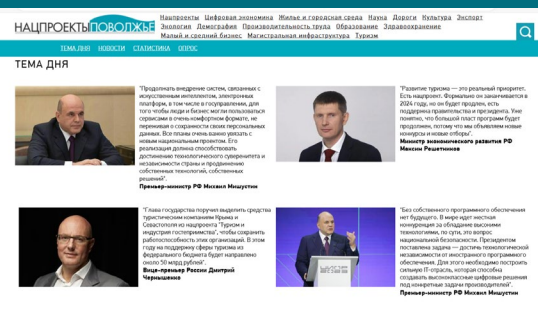 НАЦПРОЕКТЫ ПОВОЛЖЬЕ
Нацпроекты Цифровая экономика Жилье и городская среда Наука Дороги Культура Экспорт
Экология Демография Производительность труда Образование Здравоохранение
Малый и средний бизнес Магистральная инфраструктура Туризм
ТЕМА ДНЯ НОВОСТИ СТАТИСТИКА ОПРОС
ТЕМА ДНЯ
"Продолжать внедрение систем, связанных с
искусственным интеллектом, электронных
платформ, в том числе в госуправлении, для
того чтобы люди и бизнес могли пользоваться
сервисами в очень комфортном формате, не
переживая о сохранности своих персональных
данных. Все планы очень важно увязать с
новым национальным проектом. Его
реализация должна способствовать
достижению технологического суверенитета и
независимости страны и продвижению
собственных технологий, собственных
решений".
Премьер-министр РФ Михаил Мишустин
"Развитие туризма — это реальный приоритет.
Есть нацпроект. Формально он заканчивается в
2024 году, но он будет продлен, есть
поддержка правительства и президента. Уже
понятно, что большой пласт программ будет
продолжен, потому что мы объявляем новые
конкурсы и новые отборы".
Министр экономического развития РФ
Максим Решетников
"Глава государства поручил выделить средства
туристическим компаниям Крыма и
Севастополя из нацпроекта "Туризм и
индустрия гостеприимства", чтобы сохранить
работоспособность этих организаций. В этом
году на поддержку сферы туризма из
федерального бюджета будет направлено
около 50 млрд рублей".
Вице-премьер России Дмитрий
Чернышенко
"Без собственного программного обеспечения
нет будущего. В мире идет жесткая
конкуренция за обладание высокими
технологиями, по сути, это вопрос
национальной безопасности. Президентом
поставлена задача — достичь технологической
независимости от иностранного программного
обеспечения. Для этого необходимо построить
сильную IT-отрасль, которая способна
создавать высококлассные цифровые решения
под конкретные задачи производителей".
Премьер-министр РФ Михаил Мишустин